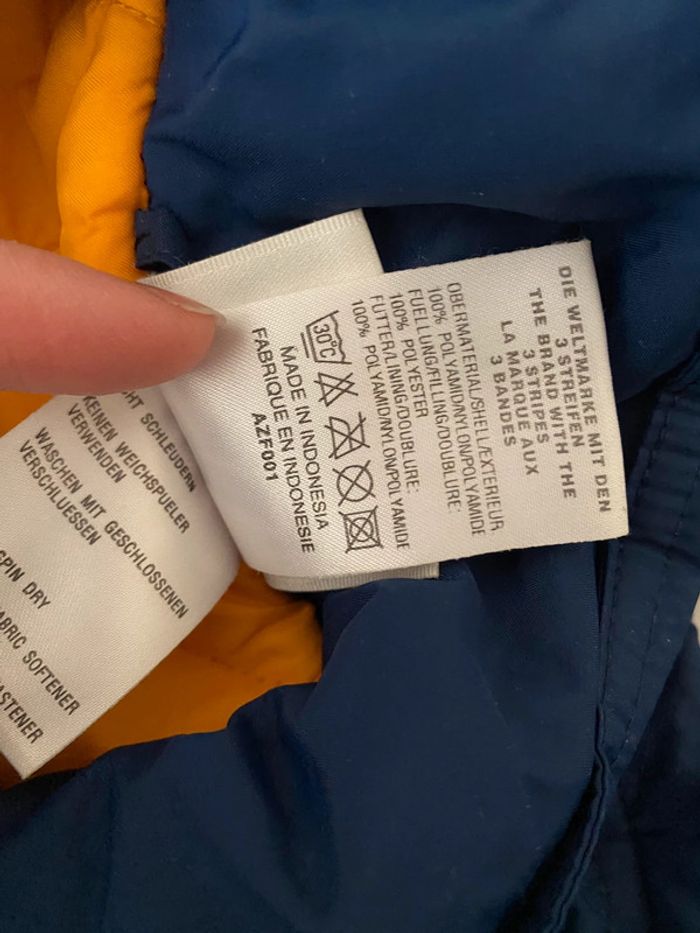 DIE WELTMARKE MIT DEN
3 STREIFEN
THE BRAND WITH THE
3 STRIPES
LA MARQUE AUX
3 BANDES
OBERMATERIAL/SHELL/EXTERIEUR
100% POLYAMID/NYLON/POLYAMIDE
FUELLUNG/FILLING/DOUBLURE:
100% POLYESTER
FUTTER/LINING/DOUBLURE:
100% POLYAMID/NYLON/POLYAMIDE
30°C
MADE IN INDONESIA
FABRIQUE EN INDONESIE
AZF001
SCHLEUDERN
KEINEN WEICHSPUELER
VERWENDEN
WASCHEN MIT GESCHLOSSENEN
VERSCHLUESSEN
SPIN DRY
FABRIC SOFTENER